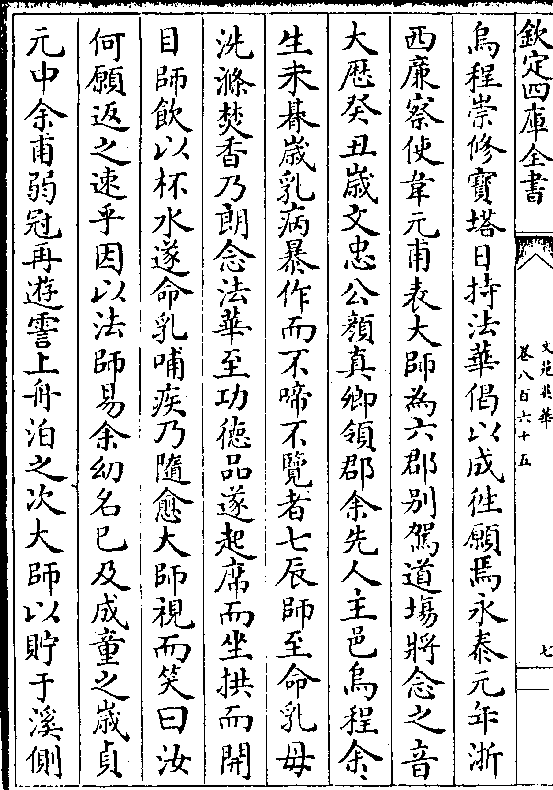 欽定四庫全書
文苑英華
卷八百六十五
七
烏程崇修寳塔日持法華倡以成徃願焉永泰元年浙
西廉察使韋元甫表大師為六郡别駕道塲將念之音
大厯癸丑歳文忠公顔真卿領郡余先人主邑烏程余
生未朞歳乳病暴作而不啼不覽者七辰師至命乳母
洗滌焚香乃朗念法華至功徳品遂起席而坐拱而開
目師飲以杯水遂命乳哺疾乃隨愈大師視而笑曰汝
何願返之速乎因以法師易余幼名巳及成童之歳貞
元中余甫弱冠再遊霅上舟泊之次大師以貯于溪側